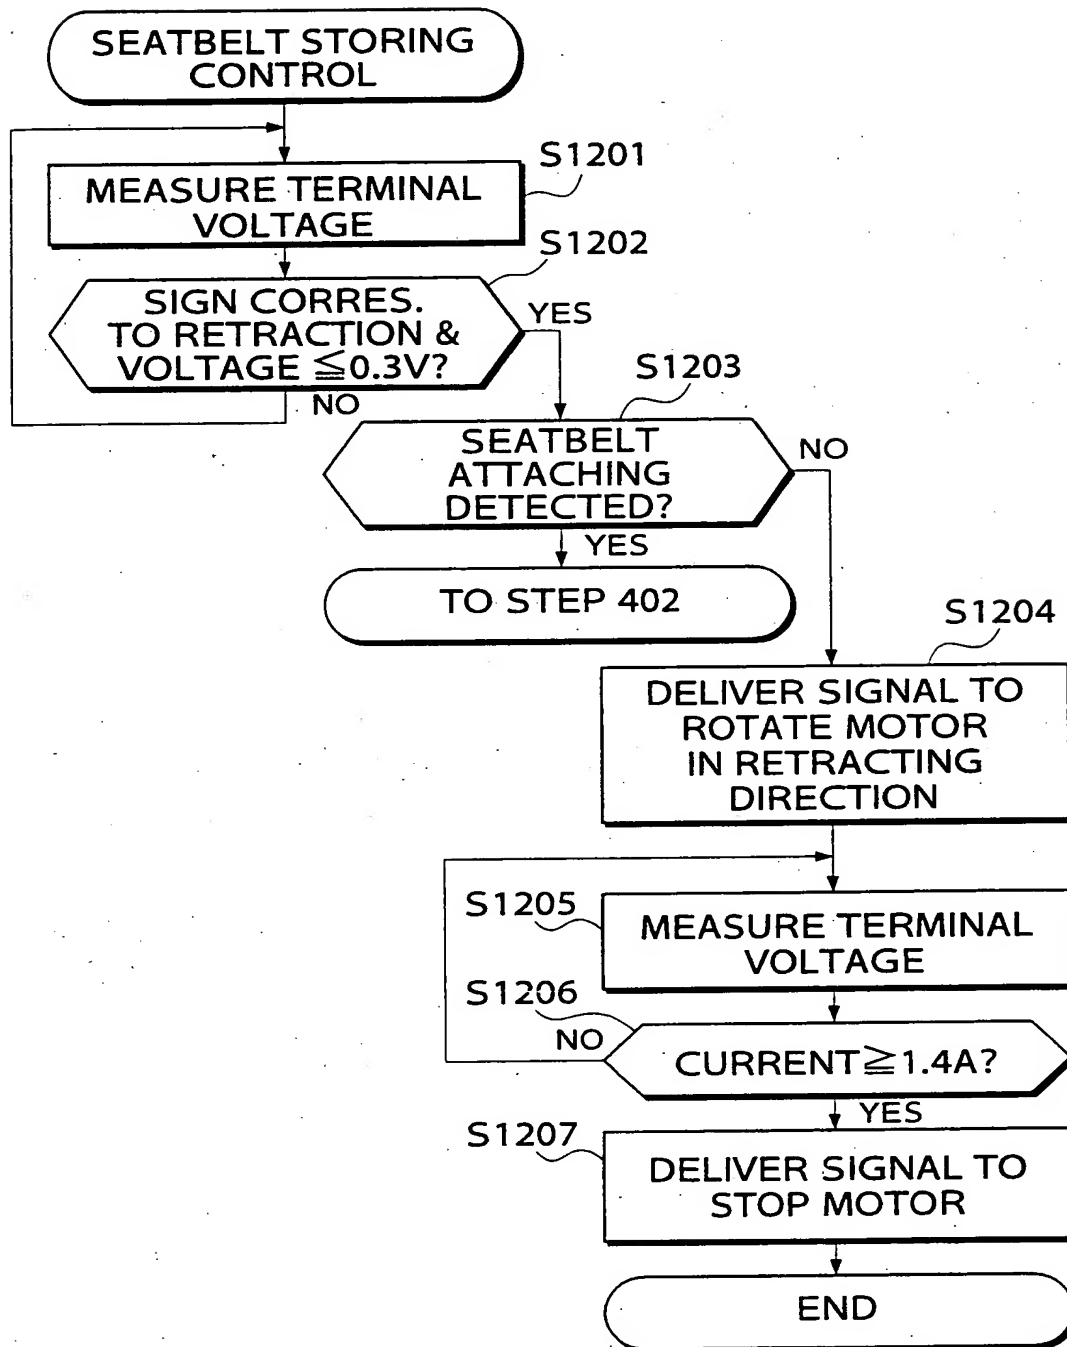 SEATBELT STORING
CONTROL
S1201
MEASURE TERMINAL
VOLTAGE
S1202
SIGN CORRES.
TO RETRACTION &
VOLTAGE ≦0.3V?
YES
NO
S1203
SEATBELT
ATTACHING
DETECTED?
NO
YES
TO STEP 402
S1204
DELIVER SIGNAL TO
ROTATE MOTOR
IN RETRACTING
DIRECTION
S1205
MEASURE TERMINAL
VOLTAGE
S1206
NO
CURRENT≧1.4A?
YES
S1207
DELIVER SIGNAL TO
STOP MOTOR
END